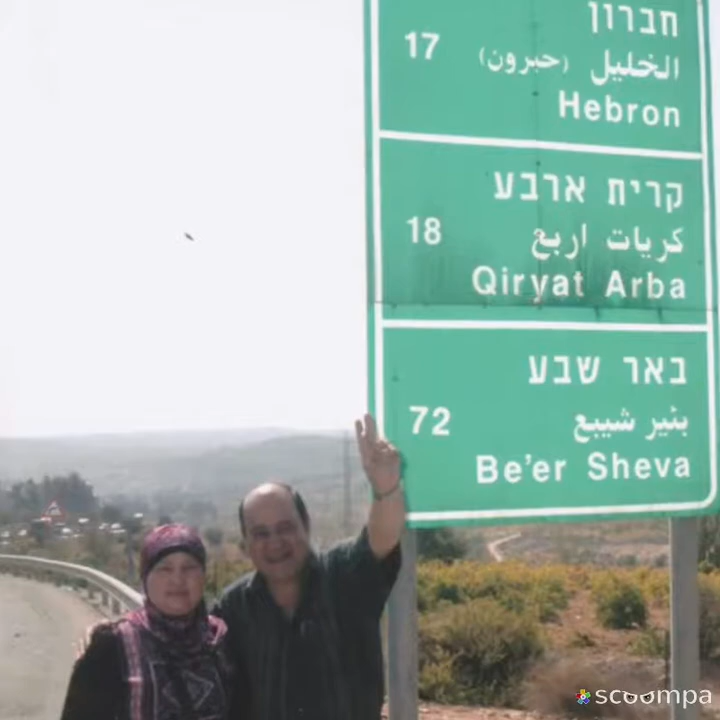 חברון
17
الخليل (حبرون)
Hebron
קרית ארבע
18
كريات اربع
Qiryat Arba
באר שבע
72
بئير شيبع
Be'er Sheva
scoompa